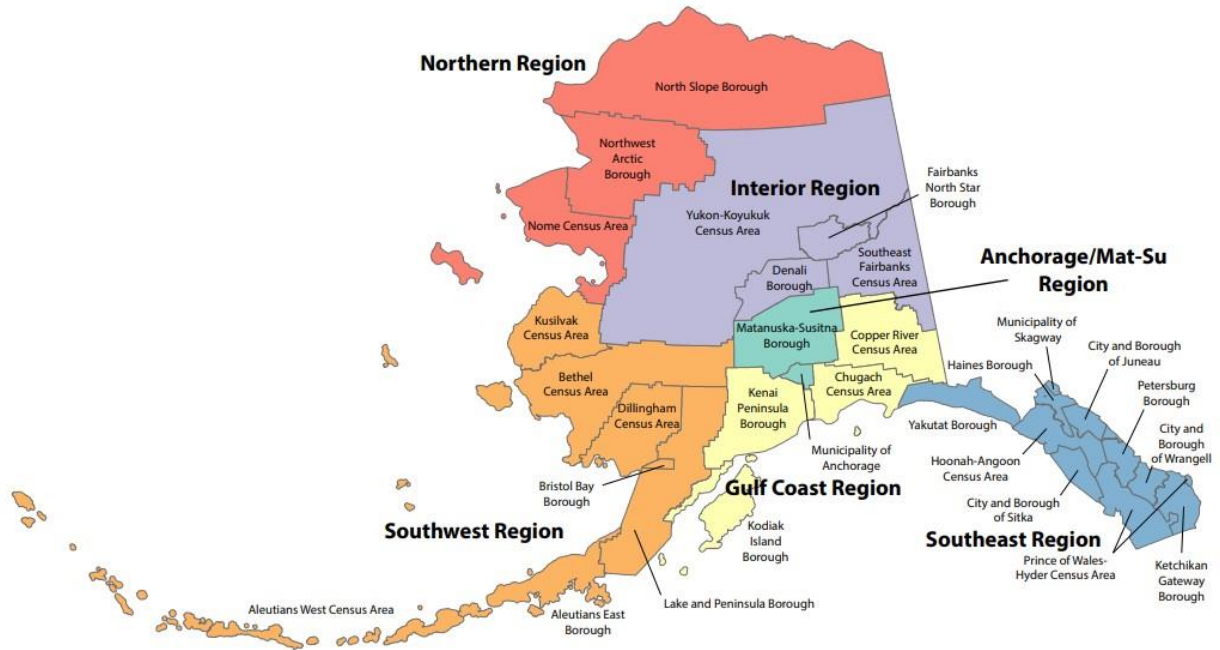 Northern Region
North Slope Borough
Northwest
Arctic
Borough
Nome Census Area
Interior Region
Yukon-Koyukuk
Census Area
Fairbanks
North Star
Borough
Denali
Borough
Southeast
Fairbanks
Census Area
Anchorage/Mat-Su
Region
Matanuska-Susitna
Borough
Municipality of
Anchorage
Kusilvak
Census Area
Bethel
Census Area
Dillingham
Census Area
Bristol Bay
Borough
Southwest Region
Lake and Peninsula Borough
Aleutians East
Borough
Aleutians West Census Area
Copper River
Census Area
Chugach
Census Area
Kenai
Peninsula
Borough
Gulf Coast Region
Kodiak
Island
Borough
Municipality of
Skagway
Haines Borough
City and Borough
of Juneau
Petersburg
Borough
City and
Borough
of Wrangell
Yakutat Borough
Hoonah-Angoon
Census Area
City and Borough
of Sitka
Southeast Region
Prince of Wales-
Hyder Census Area
Ketchikan
Gateway
Borough